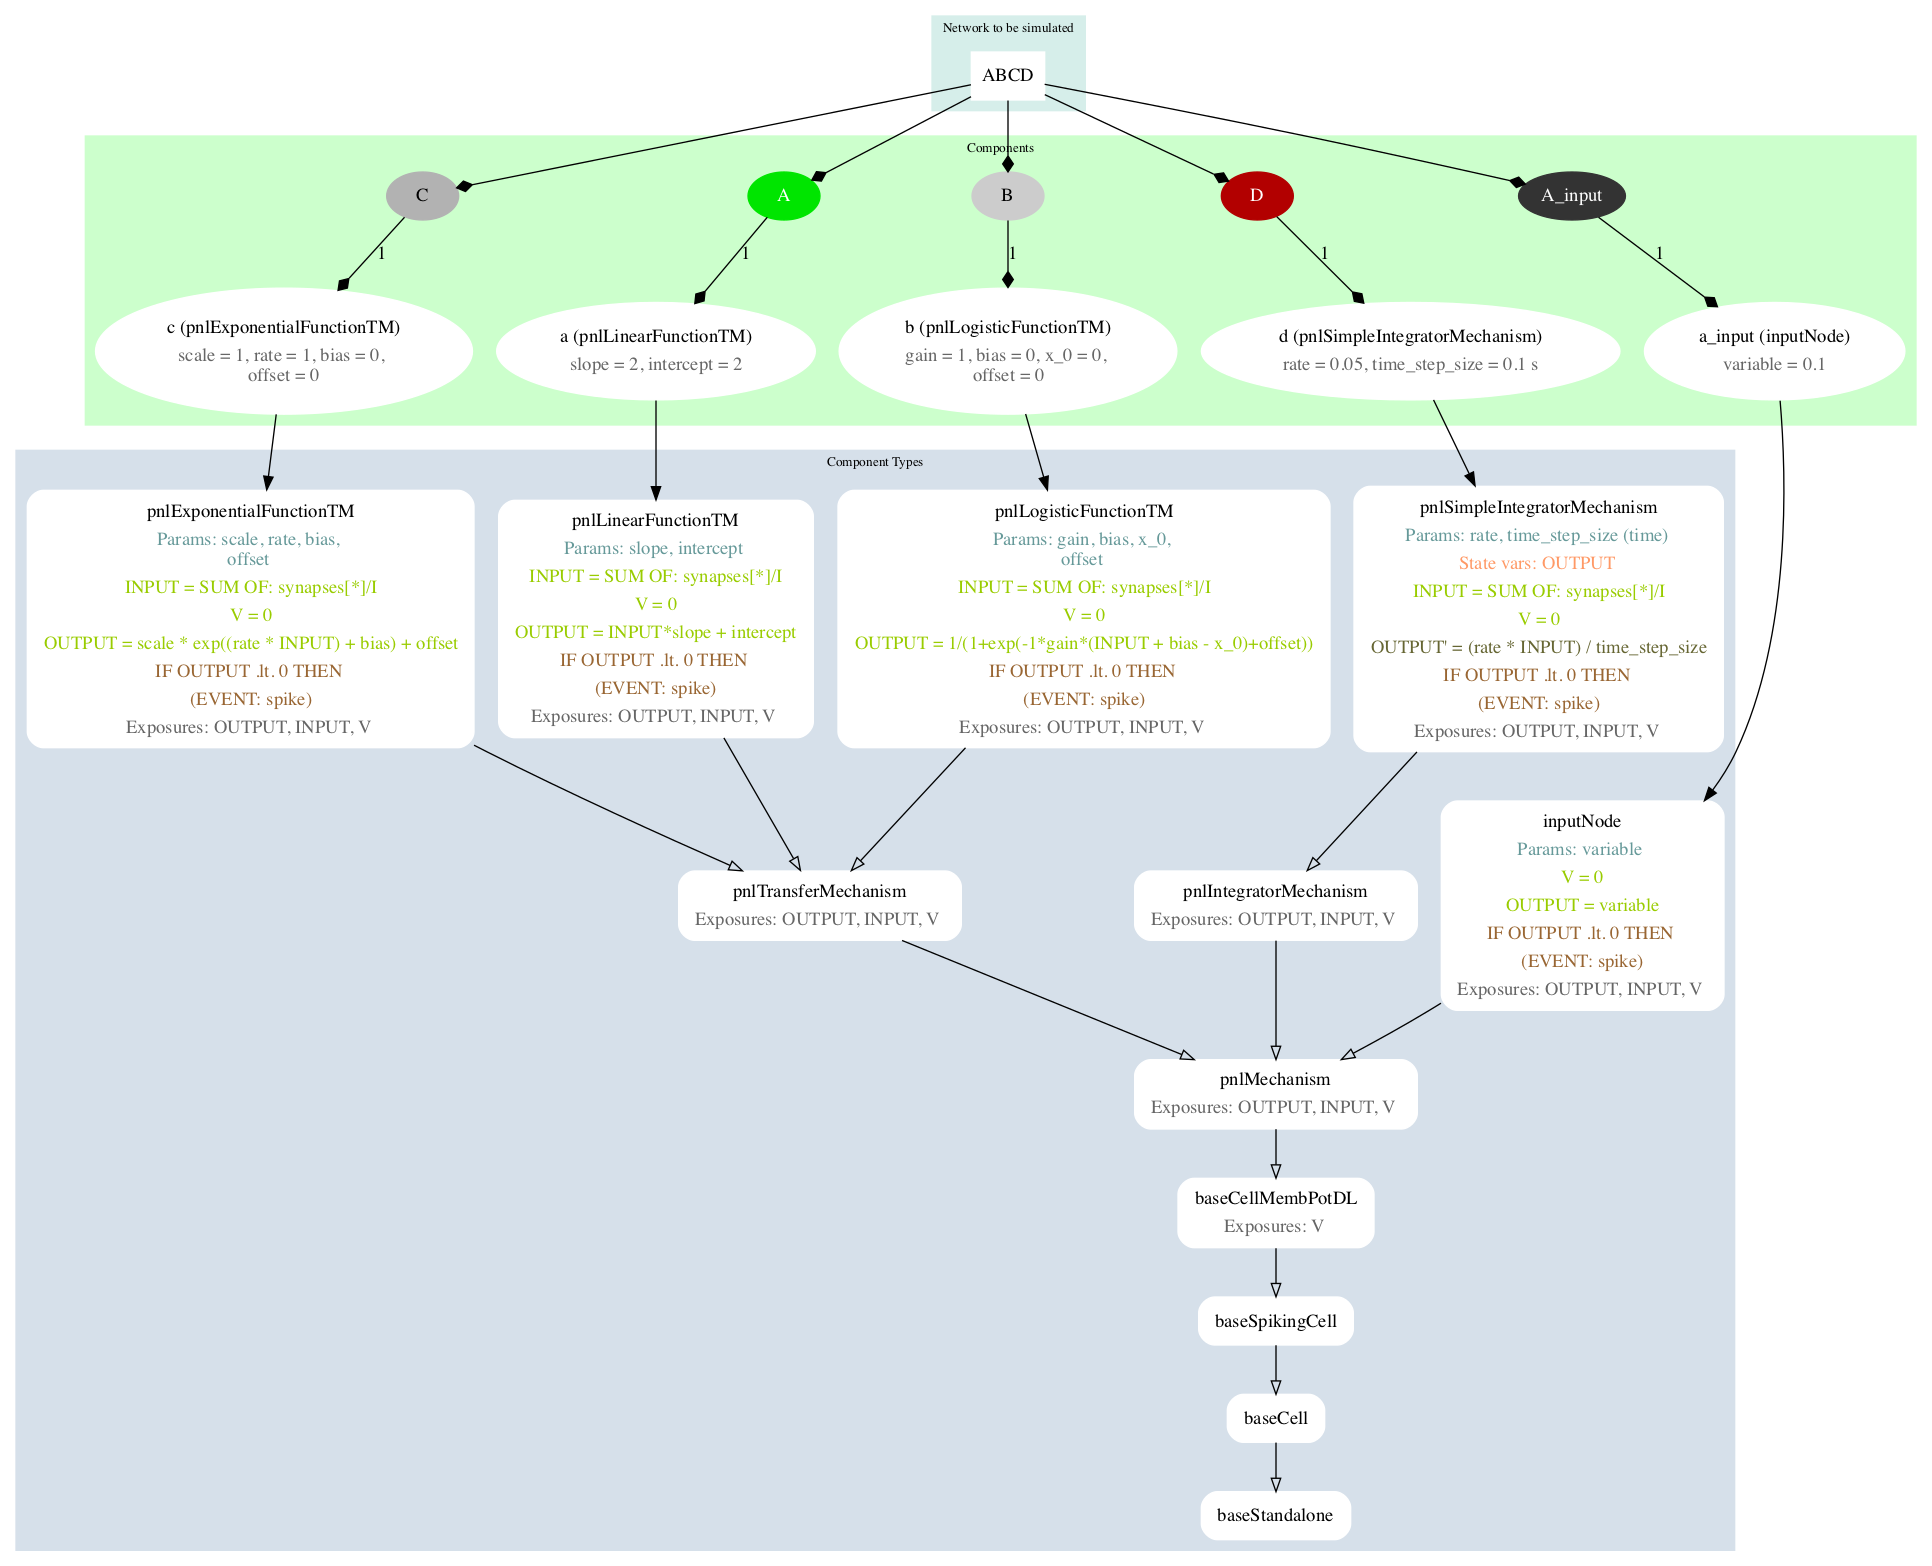 Network to be simulated
ABCD
Components
C
A
B
D
A_input
1
1
1
1
1
c (pnlExponentialFunctionTM)
scale = 1, rate = 1, bias = 0,
offset = 0
a (pnlLinearFunctionTM)
slope = 2, intercept = 2
b (pnlLogisticFunctionTM)
gain = 1, bias = 0, x_0 = 0,
offset = 0
d (pnlSimpleIntegratorMechanism)
rate = 0.05, time_step_size = 0.1 s
a_input (inputNode)
variable = 0.1
Component Types
pnlExponentialFunctionTM
Params: scale, rate, bias,
offset
INPUT = SUM OF: synapses[*]/I
V = 0
OUTPUT = scale * exp((rate * INPUT) + bias) + offset
IF OUTPUT .lt. 0 THEN
(EVENT: spike)
Exposures: OUTPUT, INPUT, V
pnlLinearFunctionTM
Params: slope, intercept
INPUT = SUM OF: synapses[*]/I
V = 0
OUTPUT = INPUT*slope + intercept
IF OUTPUT .lt. 0 THEN
(EVENT: spike)
Exposures: OUTPUT, INPUT, V
pnlLogisticFunctionTM
Params: gain, bias, x_0,
offset
INPUT = SUM OF: synapses[*]/I
V = 0
OUTPUT = 1/(1+exp(-1*gain*(INPUT + bias - x_0)+offset))
IF OUTPUT .lt. 0 THEN
(EVENT: spike)
Exposures: OUTPUT, INPUT, V
pnlSimpleIntegratorMechanism
Params: rate, time_step_size (time)
State vars: OUTPUT
INPUT = SUM OF: synapses[*]/I
V = 0
OUTPUT' = (rate * INPUT) / time_step_size
IF OUTPUT .lt. 0 THEN
(EVENT: spike)
Exposures: OUTPUT, INPUT, V
inputNode
Params: variable
V = 0
OUTPUT = variable
IF OUTPUT .lt. 0 THEN
(EVENT: spike)
Exposures: OUTPUT, INPUT, V
pnlTransferMechanism
Exposures: OUTPUT, INPUT, V
pnlIntegratorMechanism
Exposures: OUTPUT, INPUT, V
pnlMechanism
Exposures: OUTPUT, INPUT, V
baseCellMembPotDL
Exposures: V
baseSpikingCell
baseCell
baseStandalone